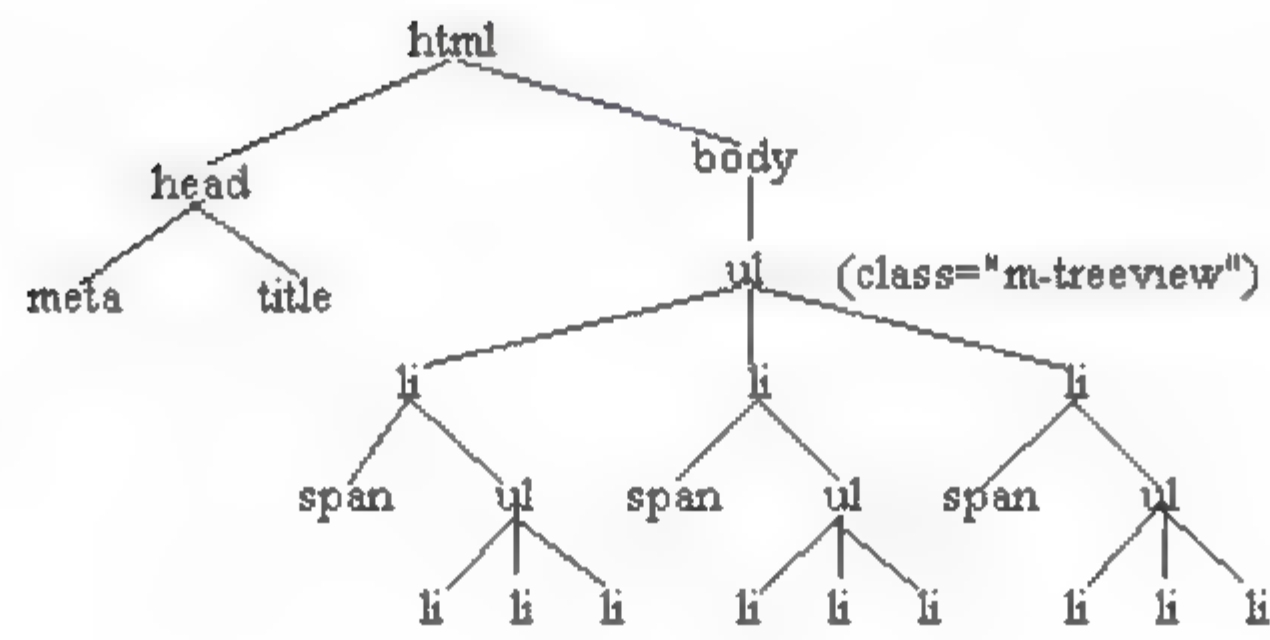 html
head body
meta title ul (class="m-treeview")
li li li
span ul span ul span ul
li li li li li li li li li